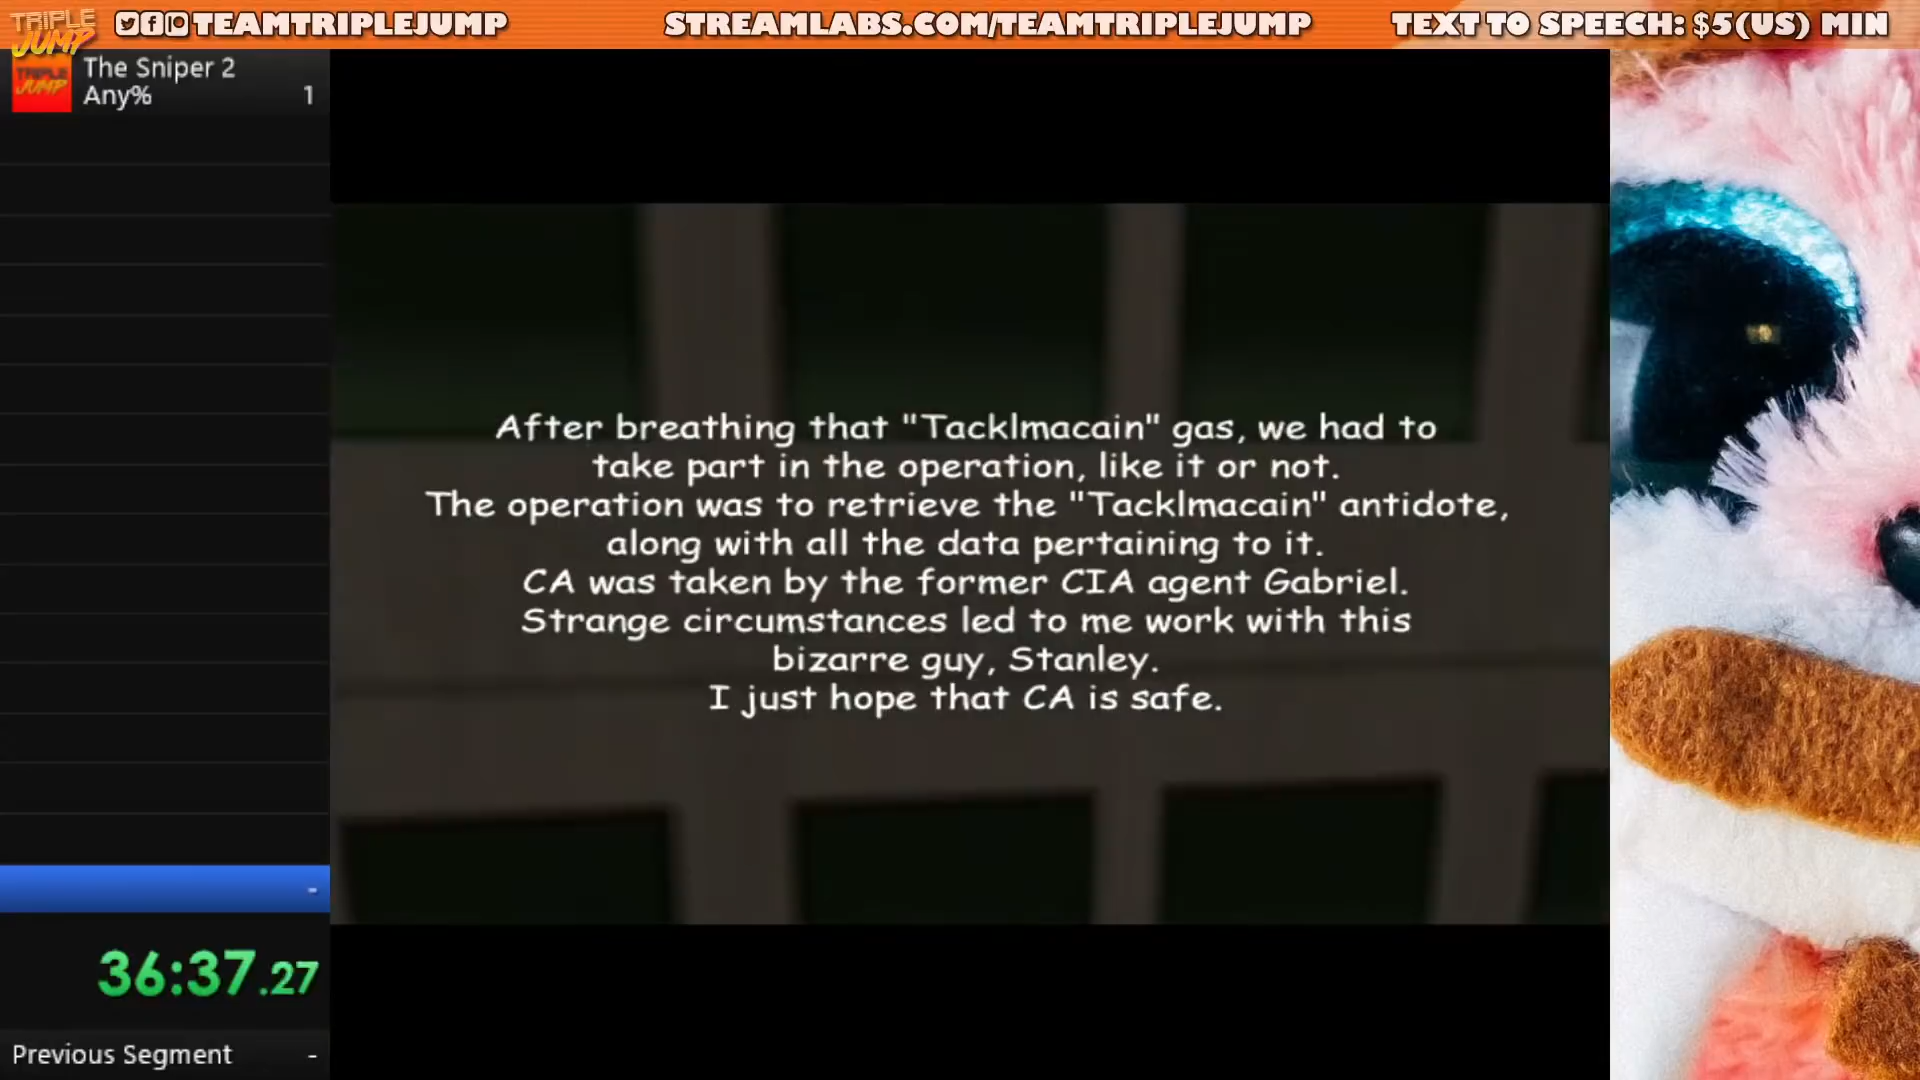 TRIPLE JUMP
TEAMTRIPLEJUMP
STREAMLABS.COM/TEAMTRIPLEJUMP
TEXT TO SPEECH: $5(US) MIN
TRIPLE JUMP
The Sniper 2
Any% 1
After breathing that "Tacklmacain" gas, we had to
take part in the operation, like it or not.
The operation was to retrieve the "Tacklmacain" antidote,
along with all the data pertaining to it.
CA was taken by the former CIA agent Gabriel.
Strange circumstances led to me work with this
bizarre guy, Stanley.
I just hope that CA is safe.
-
36:37.27
Previous Segment -